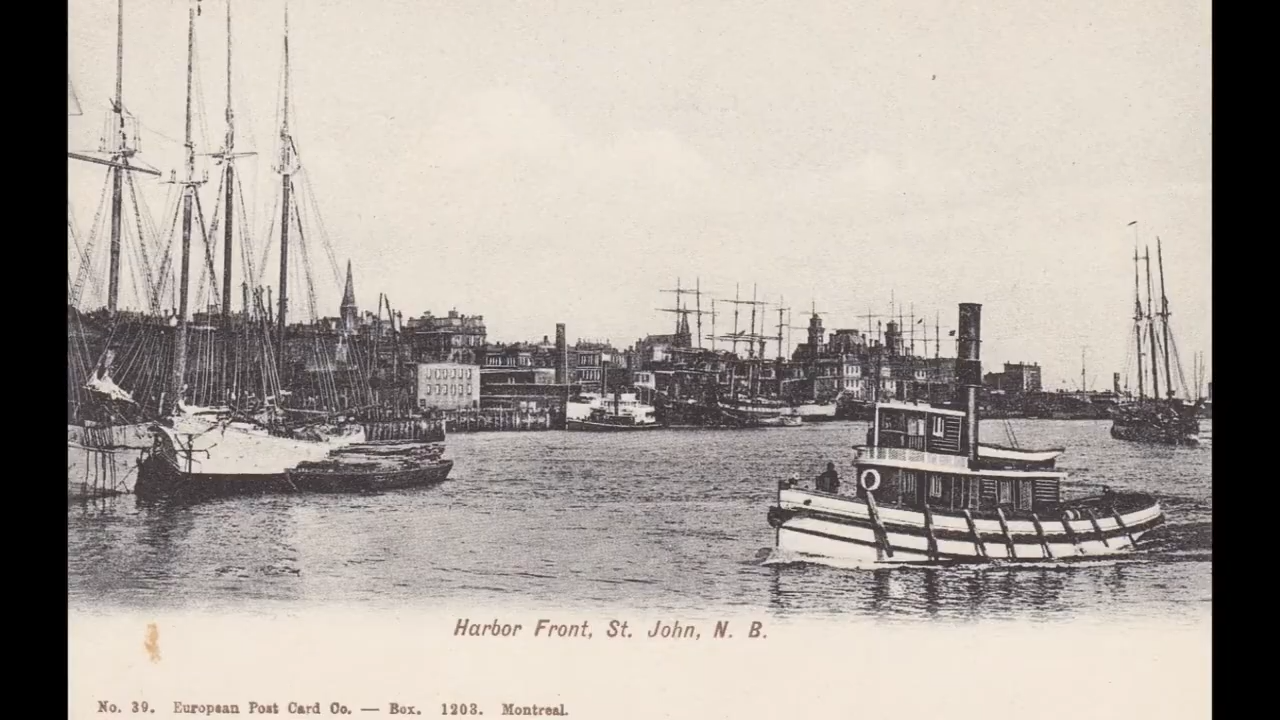 Harbor Front, St. John, N. B.
No. 39. European Post Card Co. — Box. 1203. Montreal.